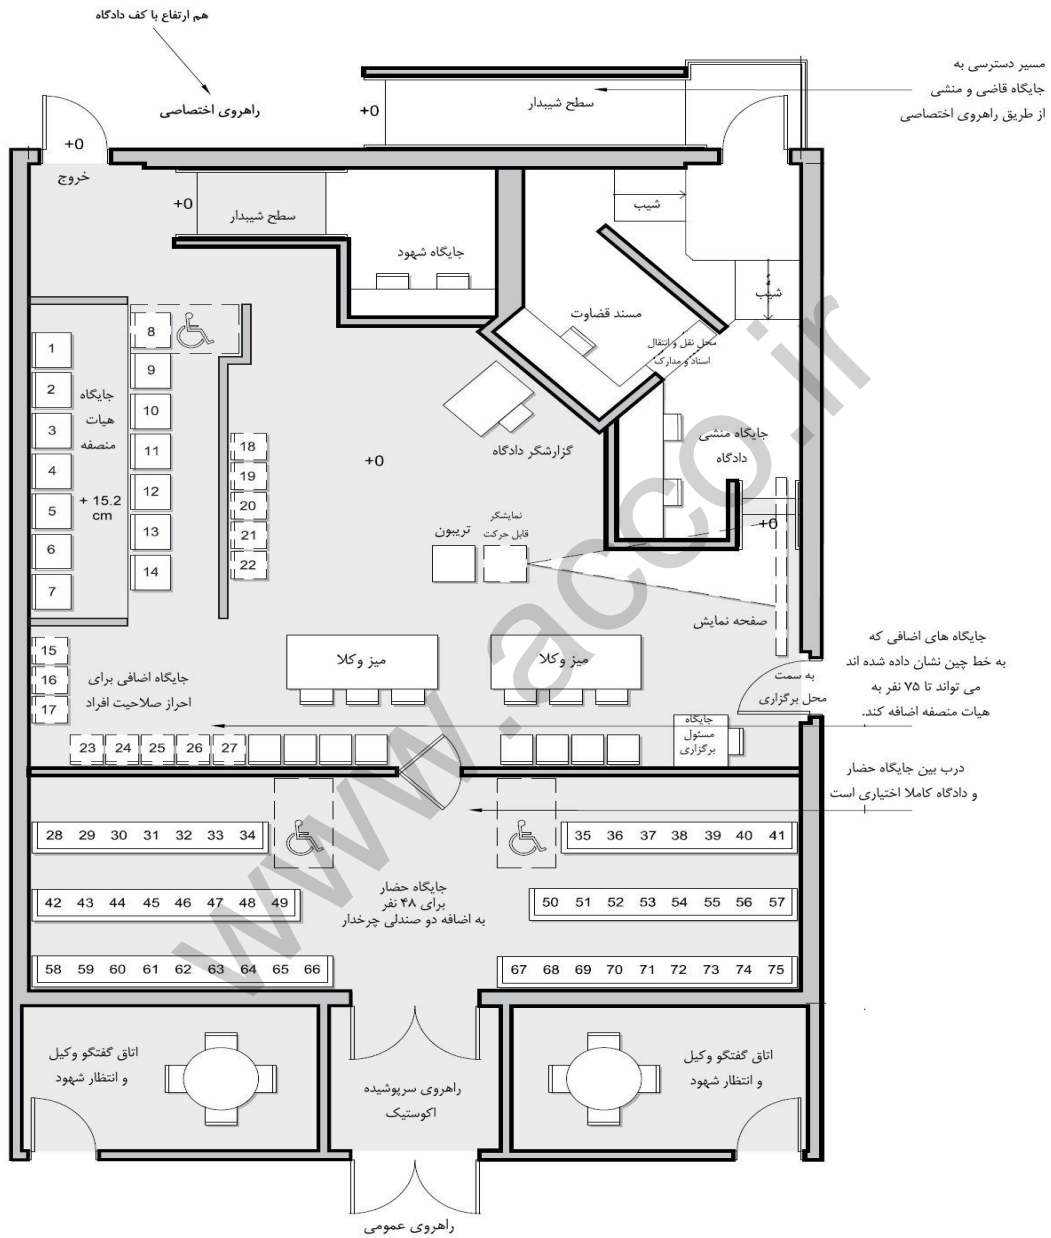 هم ارتفاع با کف دادگاه
راهروی اختصاصی
مسیر دسترسی به
جایگاه قاضی و منشی
از طریق راهروی اختصاصی
سطح شیبدار
+0
+0
خروج
+0
سطح شیبدار
جایگاه شهود
شیب
شیب
مسند قضاوت
محل نقل و انتقال
اسناد و مدارک
جایگاه
هیات
منصفه
+ 15.2
cm
1
2
3
4
5
6
7
8
9
10
11
12
13
14
18
19
20
21
22
گزارشگر دادگاه
+0
جایگاه منشی
دادگاه
نمایشگر
قابل حرکت
تریبون
+0
صفحه نمایش
میز وکلا
میز وکلا
15
16
17
جایگاه اضافی برای
احراز صلاحیت افراد
به سمت
محل برگزاری
جایگاه
مسئول
برگزاری
جایگاه های اضافی که
به خط چین نشان داده شده اند
می تواند تا ۷۵ نفر به
هیات منصفه اضافه کند.
23 24 25 26 27
درب بین جایگاه حضار
و دادگاه کاملا اختیاری است
28 29 30 31 32 33 34
35 36 37 38 39 40 41
جایگاه حضار
برای ۴۸ نفر
به اضافه دو صندلی چرخدار
42 43 44 45 46 47 48 49
50 51 52 53 54 55 56 57
58 59 60 61 62 63 64 65 66
67 68 69 70 71 72 73 74 75
اتاق گفتگو وکیل
و انتظار شهود
راهروی سرپوشیده
اکوستیک
اتاق گفتگو وکیل
و انتظار شهود
راهروی عمومی
www.acco.ir